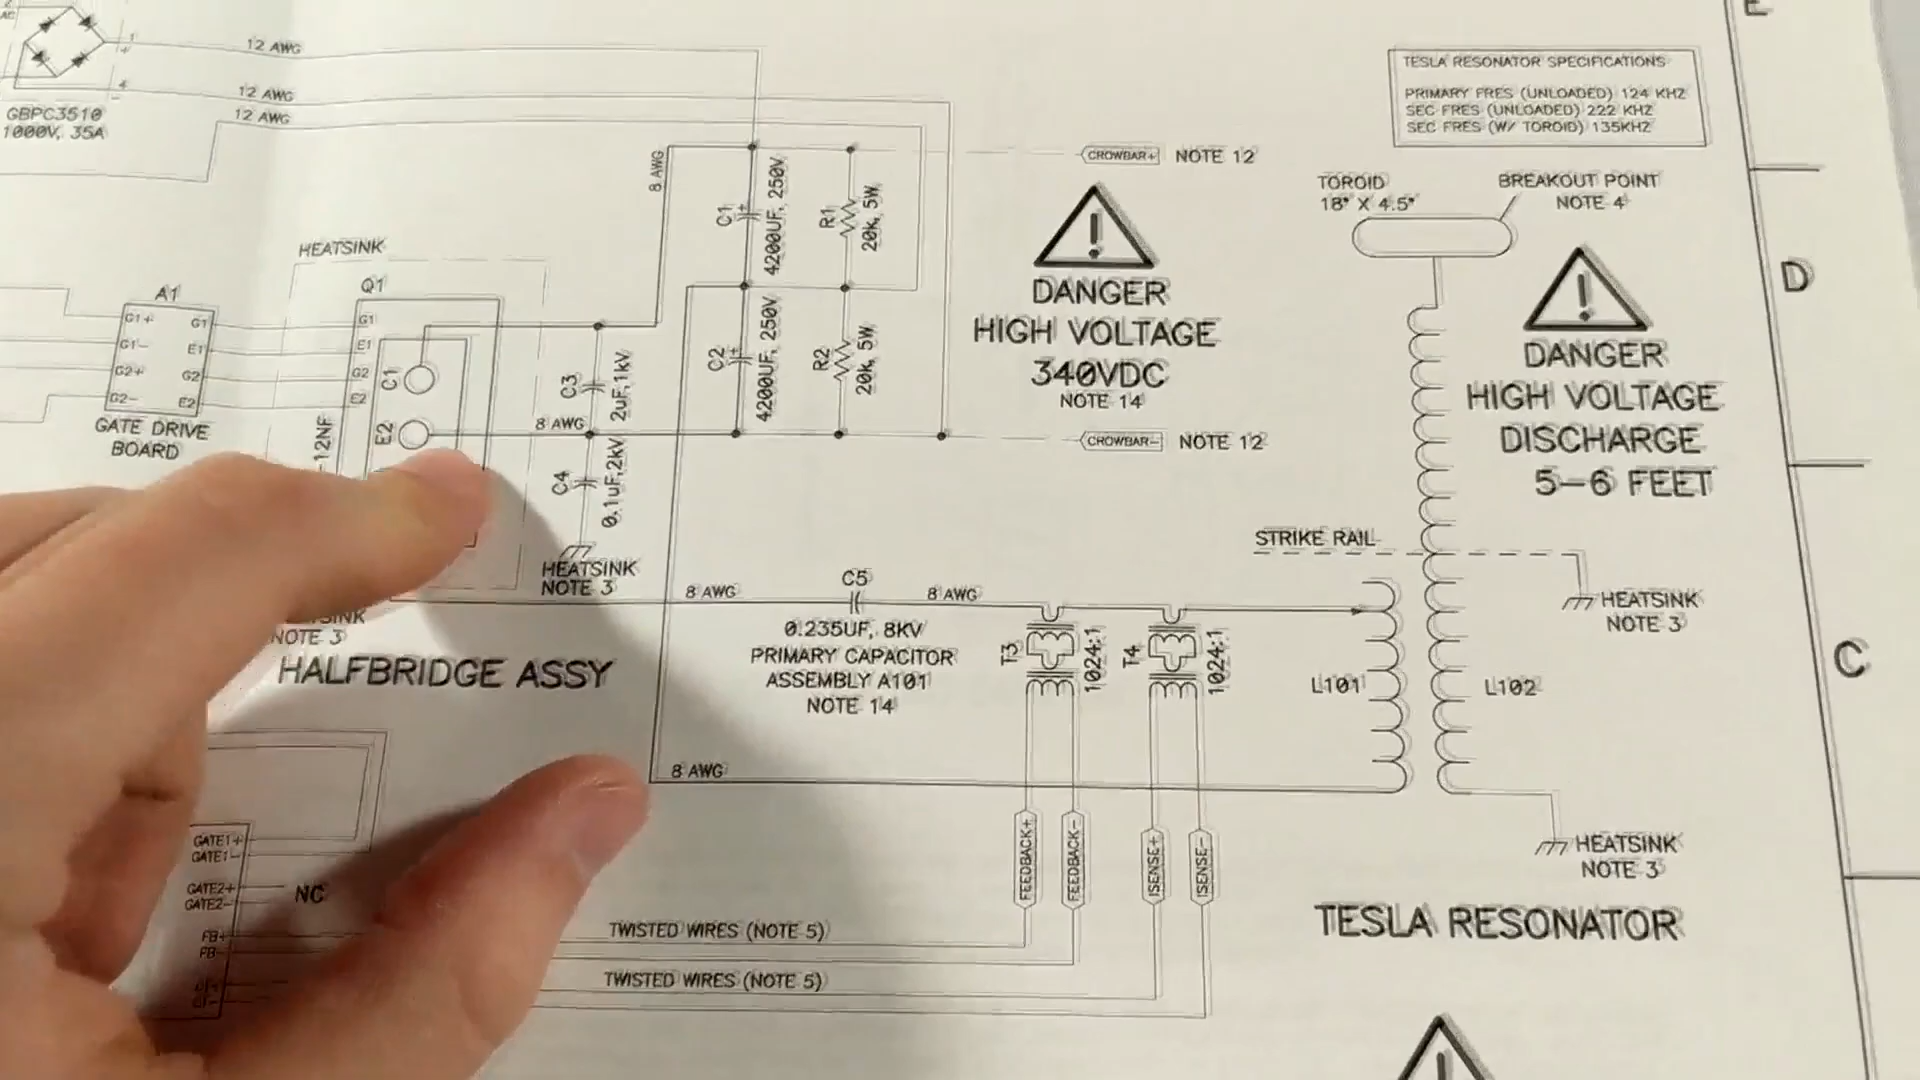 AC
1
+
4
-
GBPC3510
1000V, 35A
12 AWG
12 AWG
12 AWG
E
TESLA RESONATOR SPECIFICATIONS
PRIMARY FRES (UNLOADED) 124 KHZ
SEC FRES (UNLOADED) 222 KHZ
SEC FRES (W/ TOROID) 135KHZ
8 AWG
C1
+
4200UF, 250V
R1
20k, 5W
CROWBAR+
NOTE 12
DANGER
HIGH VOLTAGE
340VDC
NOTE 14
TOROID
18" X 4.5"
BREAKOUT POINT
NOTE 4
D
DANGER
HIGH VOLTAGE
DISCHARGE
5-6 FEET
HEATSINK
A1
G1+
G1-
G2+
G2-
G1
E1
G2
E2
GATE DRIVE
BOARD
Q1
G1
E1
G2
E2
C1
E2
-12NF
C3
2uF,1kV
8 AWG
C4
0.1uF,2kV
HEATSINK
NOTE 3
C2
+
4200UF, 250V
R2
20k, 5W
CROWBAR-
NOTE 12
NOTE 3
HALFBRIDGE ASSY
8 AWG
C5
8 AWG
0.235UF, 8KV
PRIMARY CAPACITOR
ASSEMBLY A101
NOTE 14
T3
1024:1
T4
1024:1
STRIKE RAIL
HEATSINK
NOTE 3
L101
L102
C
8 AWG
FEEDBACK+
FEEDBACK-
ISENSE+
ISENSE-
HEATSINK
NOTE 3
TESLA RESONATOR
GATE1+
GATE1-
GATE2+
GATE2-
NC
FB+
FB-
TWISTED WIRES (NOTE 5)
TWISTED WIRES (NOTE 5)